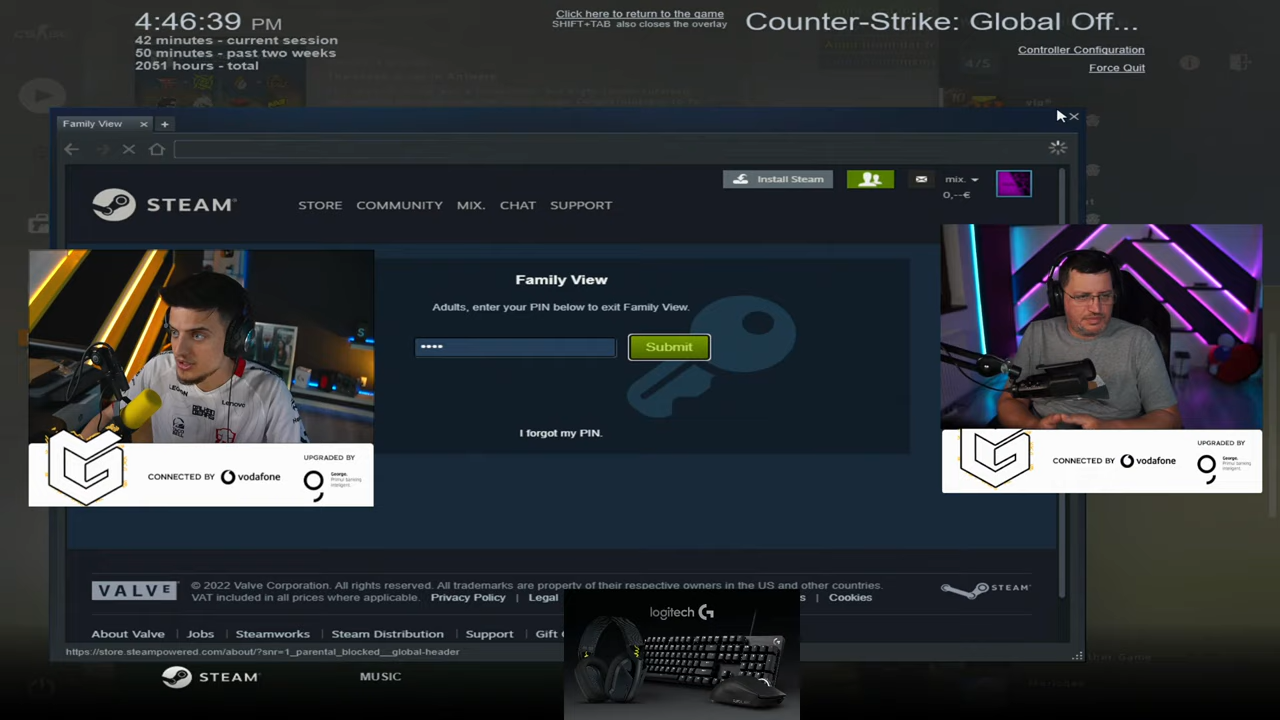 4:46:39 PM
42 minutes - current session
50 minutes - past two weeks
2051 hours - total
Click here to return to the game
SHIFT+TAB also closes the overlay
Counter-Strike: Global Off...
Controller Configuration
Force Quit
4/5
Family View
STEAM
STORE COMMUNITY MIX. CHAT SUPPORT
Install Steam
mix.
0,--€
Family View
Adults, enter your PIN below to exit Family View.
Submit
I forgot my PIN.
Lenovo
CONNECTED BY vodafone
UPGRADED BY
George.
CONNECTED BY vodafone
UPGRADED BY
George.
VALVE
© 2022 Valve Corporation. All rights reserved. All trademarks are property of their respective owners in the US and other countries.
VAT included in all prices where applicable. Privacy Policy | Legal
| Cookies
STEAM
About Valve | Jobs | Steamworks | Steam Distribution | Support | Gift
https://store.steampowered.com/about/?snr=1_parental_blocked__global-header
logitech G
STEAM
MUSIC